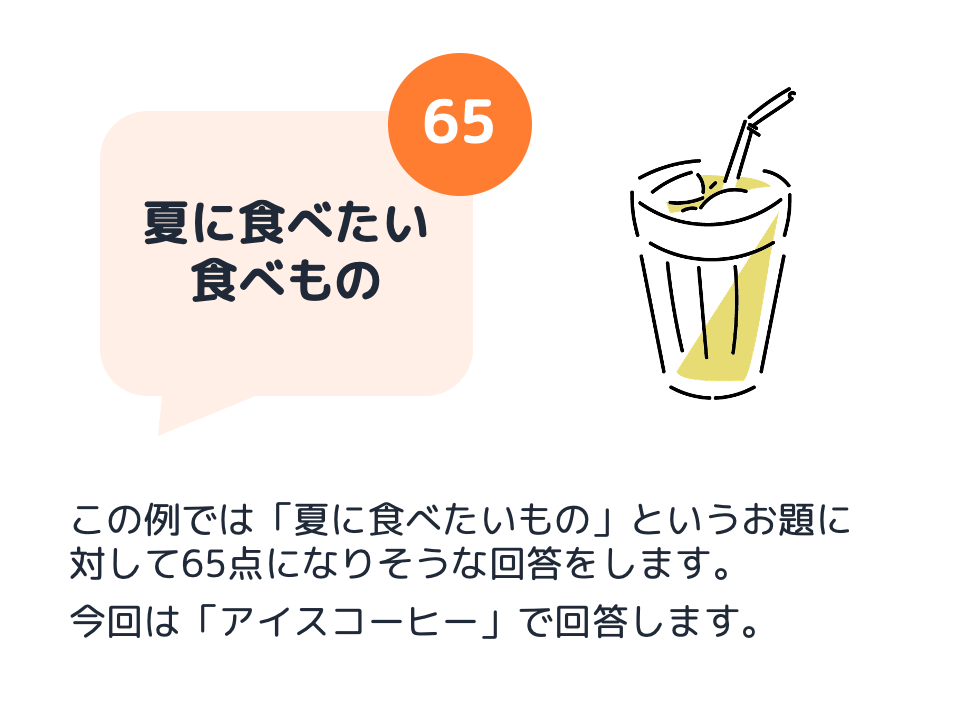 65
夏に食べたい
食べもの
この例では「夏に食べたいもの」というお題に
対して65点になりそうな回答をします。
今回は「アイスコーヒー」で回答します。